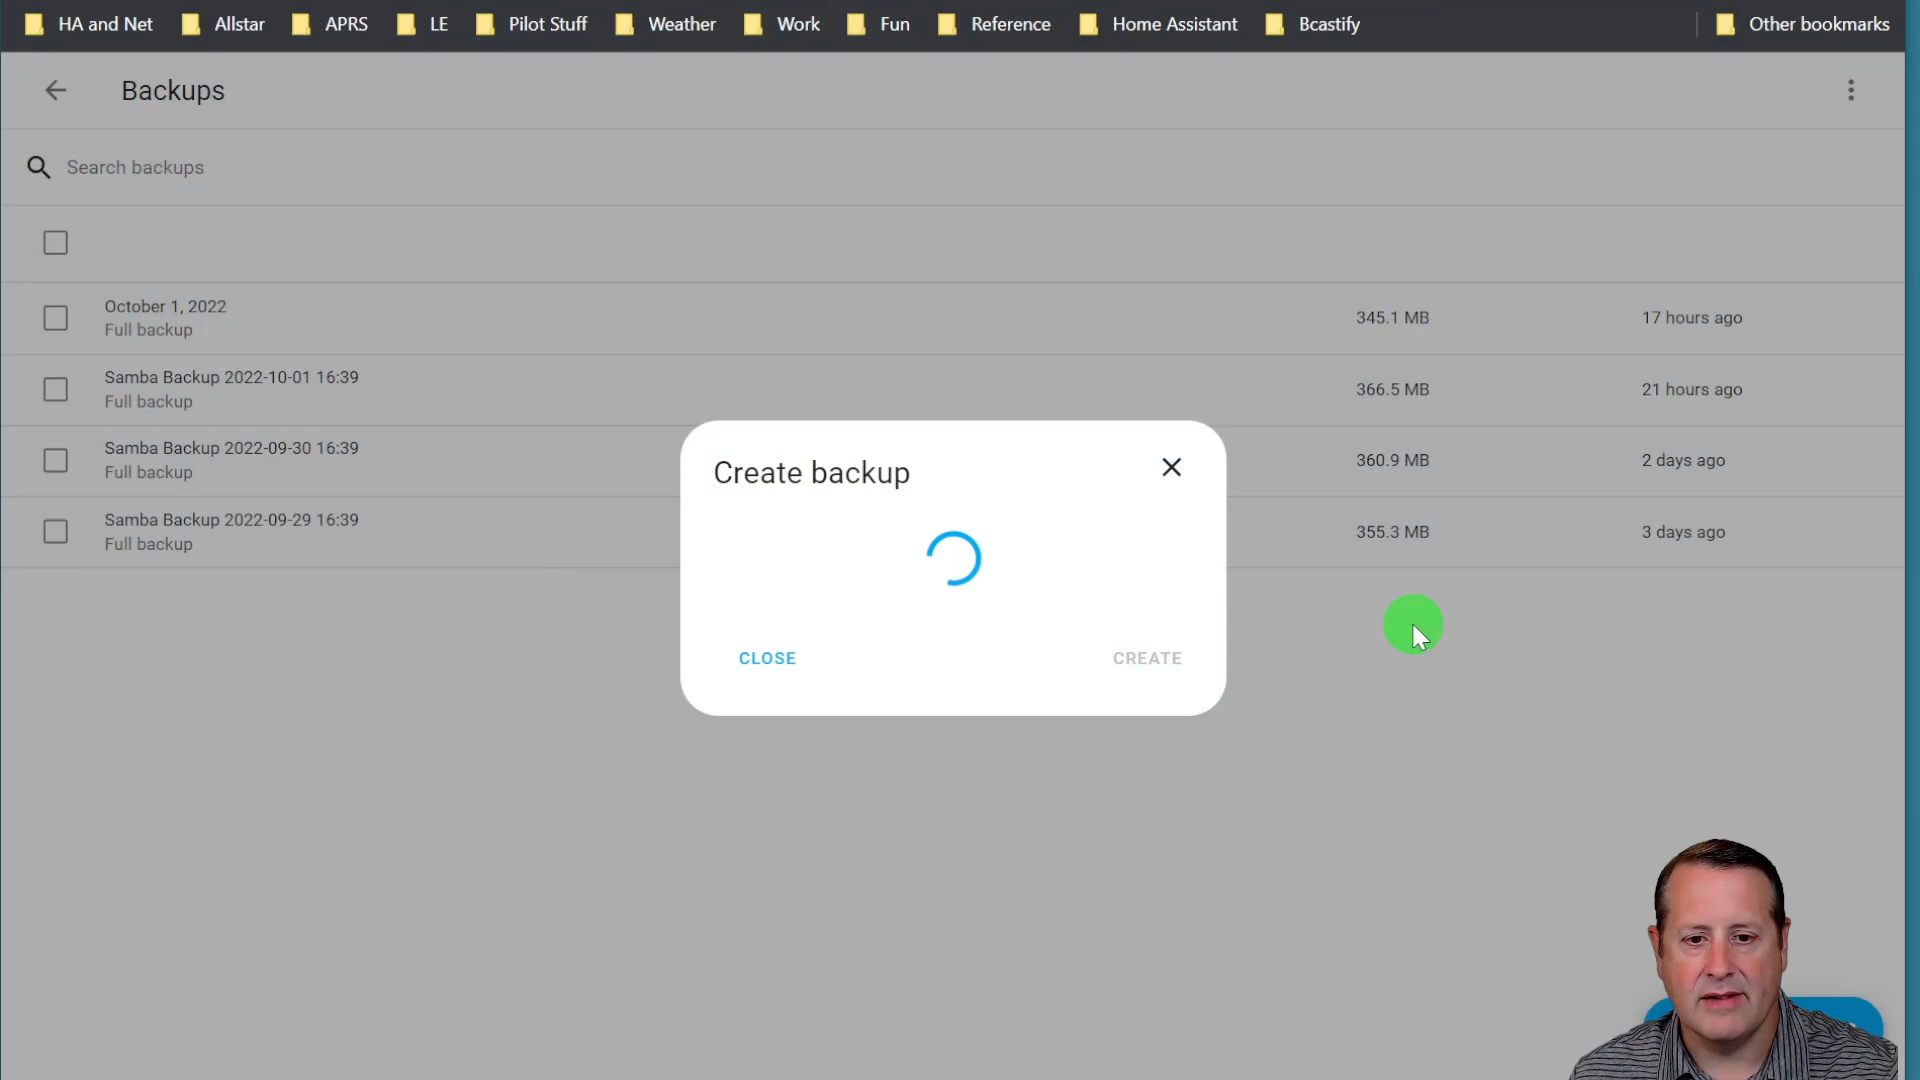 HA and Net Allstar APRS LE Pilot Stuff Weather Work Fun Reference Home Assistant Bcastify Other bookmarks
Backups
Search backups
October 1, 2022
Full backup
345.1 MB 17 hours ago
Samba Backup 2022-10-01 16:39
Full backup
366.5 MB 21 hours ago
Samba Backup 2022-09-30 16:39
Full backup
360.9 MB 2 days ago
Samba Backup 2022-09-29 16:39
Full backup
355.3 MB 3 days ago
Create backup
CLOSE CREATE